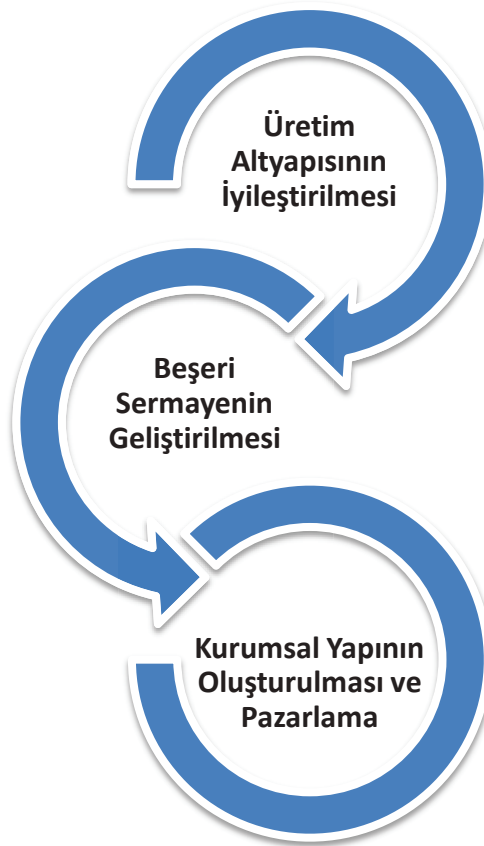 Üretim
Altyapısının
İyileştirilmesi
Beşeri
Sermayenin
Geliştirilmesi
Kurumsal Yapının
Oluşturulması ve
Pazarlama